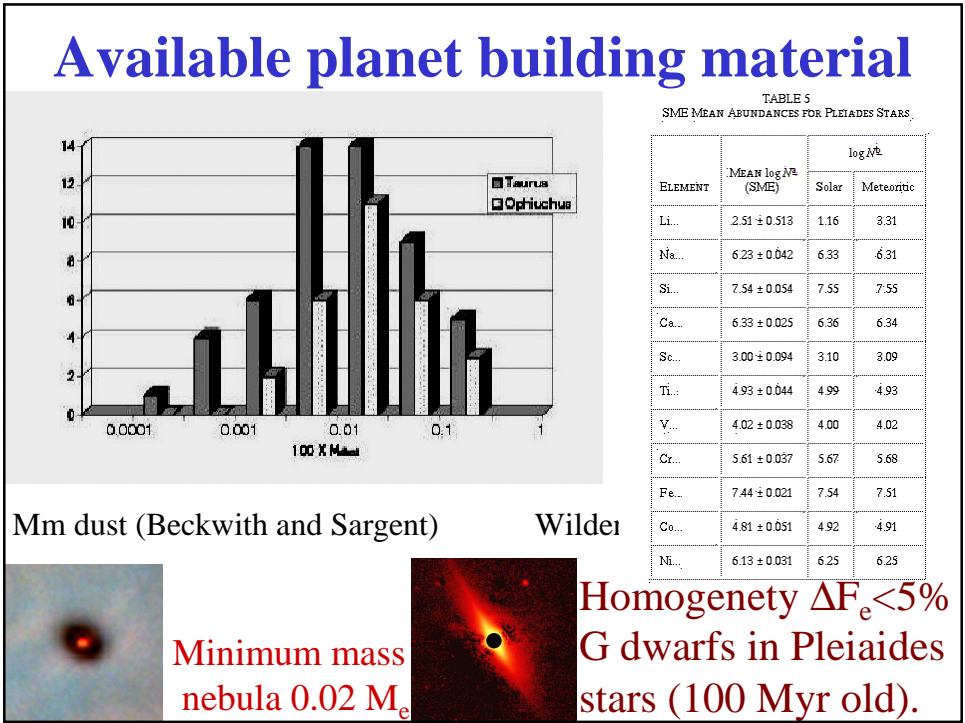 Available planet building material
14
12
10
8
6
4
2
0
Taurus
Ophiuchus
0.0001 0.001 0.01 0.1 1
100 X
TABLE 5
SME MEAN ABUNDANCES FOR PLEIADES STARS
log Nb
ELEMENT MEAN log Na (SME) Solar Meteoritic
Li... 2.51 ± 0.513 1.16 3.31
Na... 6.23 ± 0.042 6.33 6.31
Si... 7.54 ± 0.054 7.55 7.55
Ca... 6.33 ± 0.025 6.36 6.34
Sc... 3.00 ± 0.094 3.10 3.09
Ti... 4.93 ± 0.044 4.99 4.93
V... 4.02 ± 0.038 4.00 4.02
Cr... 5.61 ± 0.037 5.67 5.68
Fe... 7.44 ± 0.021 7.54 7.51
Co... 4.81 ± 0.051 4.92 4.91
Ni... 6.13 ± 0.031 6.25 6.25
Mm dust (Beckwith and Sargent) Wilder
Minimum mass
nebula 0.02 Me
Homogenety ΔFe<5%
G dwarfs in Pleiaides
stars (100 Myr old).